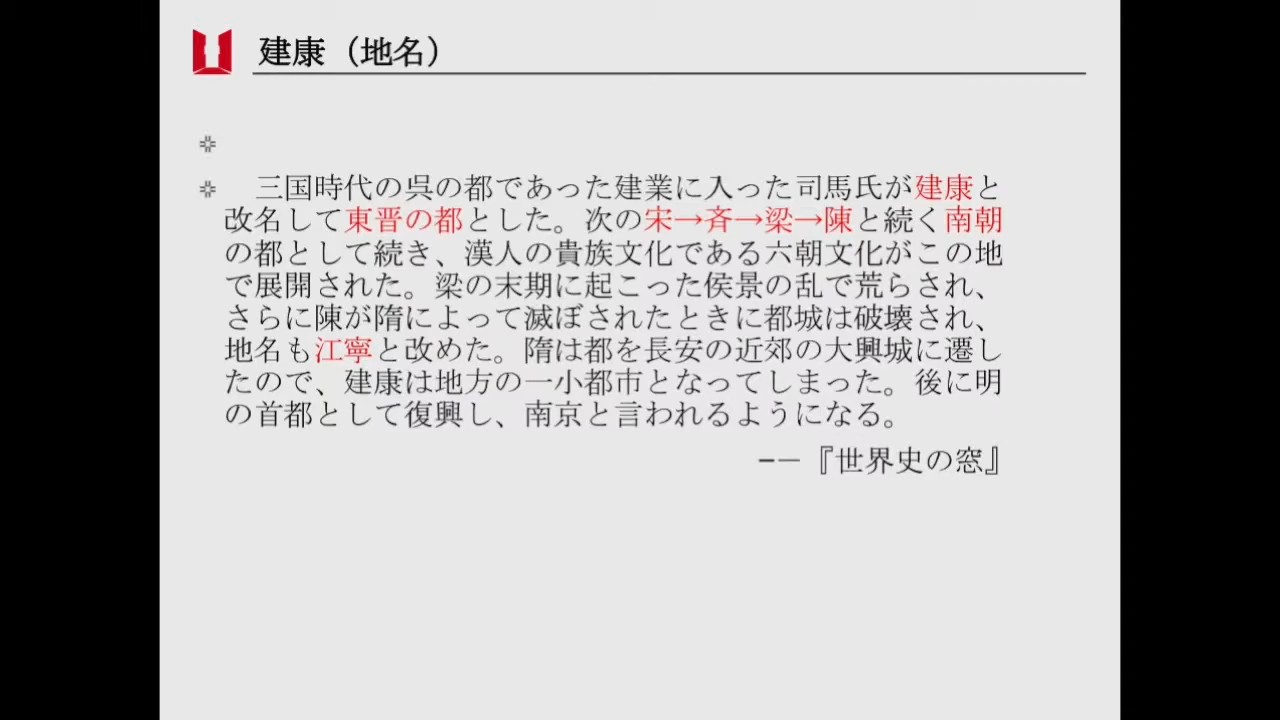 建康（地名）
三国時代の呉の都であった建業に入った司馬氏が建康と
改名して東晋の都とした。次の宋→斉→梁→陳と続く南朝
の都として続き、漢人の貴族文化である六朝文化がこの地
で展開された。梁の末期に起こった侯景の乱で荒らされ、
さらに陳が隋によって滅ぼされたときに都城は破壊され、
地名も江寧と改めた。隋は都を長安の近郊の大興城に遷し
たので、建康は地方の一小都市となってしまった。後に明
の首都として復興し、南京と言われるようになる。
−−『世界史の窓』